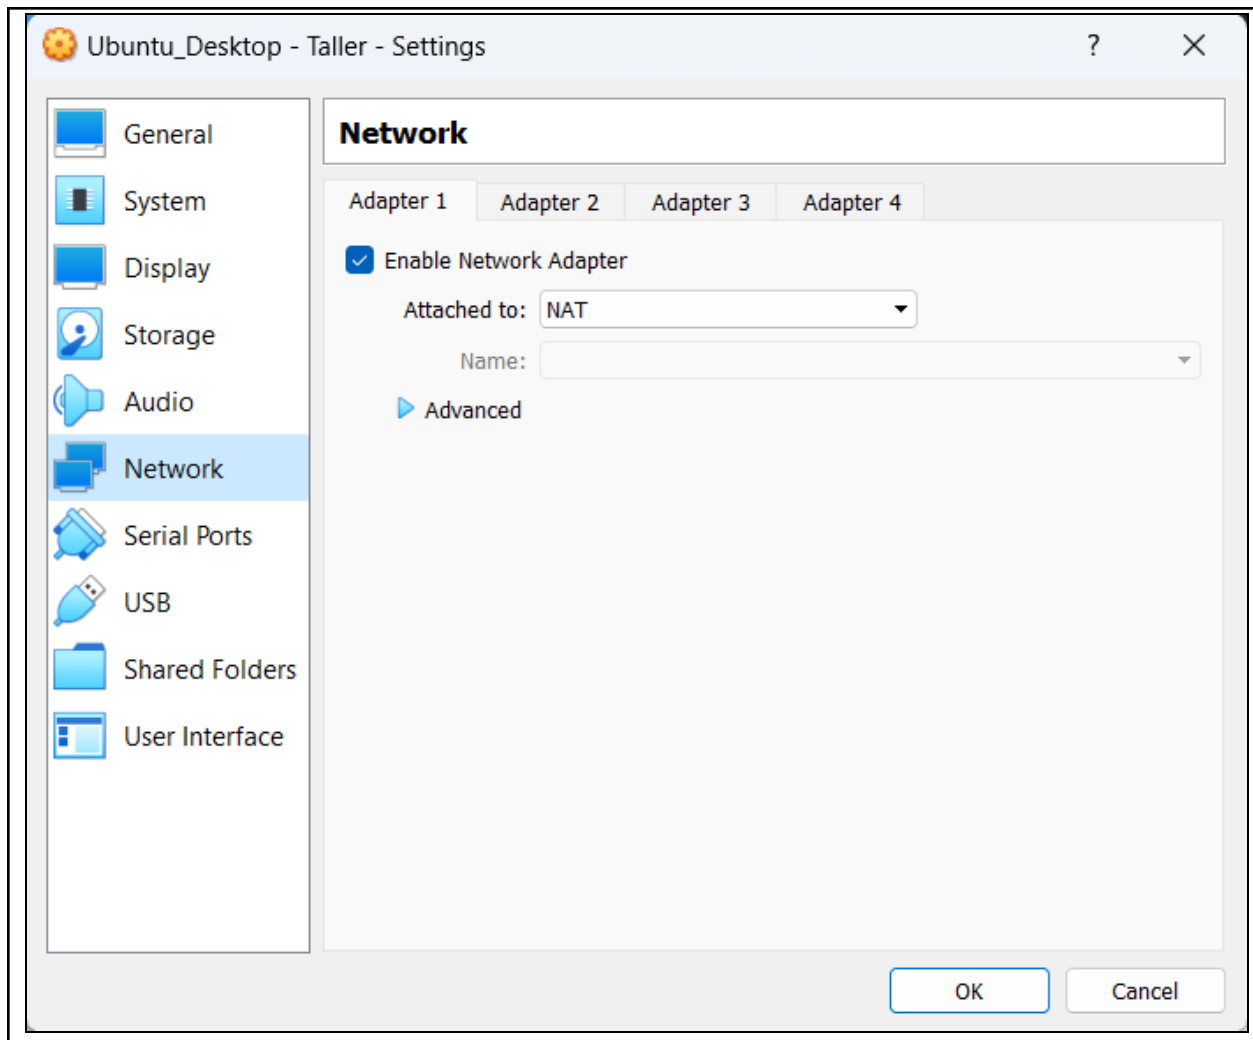 Ubuntu_Desktop - Taller - Settings
?
General
System
Display
Storage
Audio
Network
Serial Ports
USB
Shared Folders
User Interface
Network
Adapter 1
Adapter 2
Adapter 3
Adapter 4
Enable Network Adapter
Attached to: NAT
Name:
Advanced
OK
Cancel